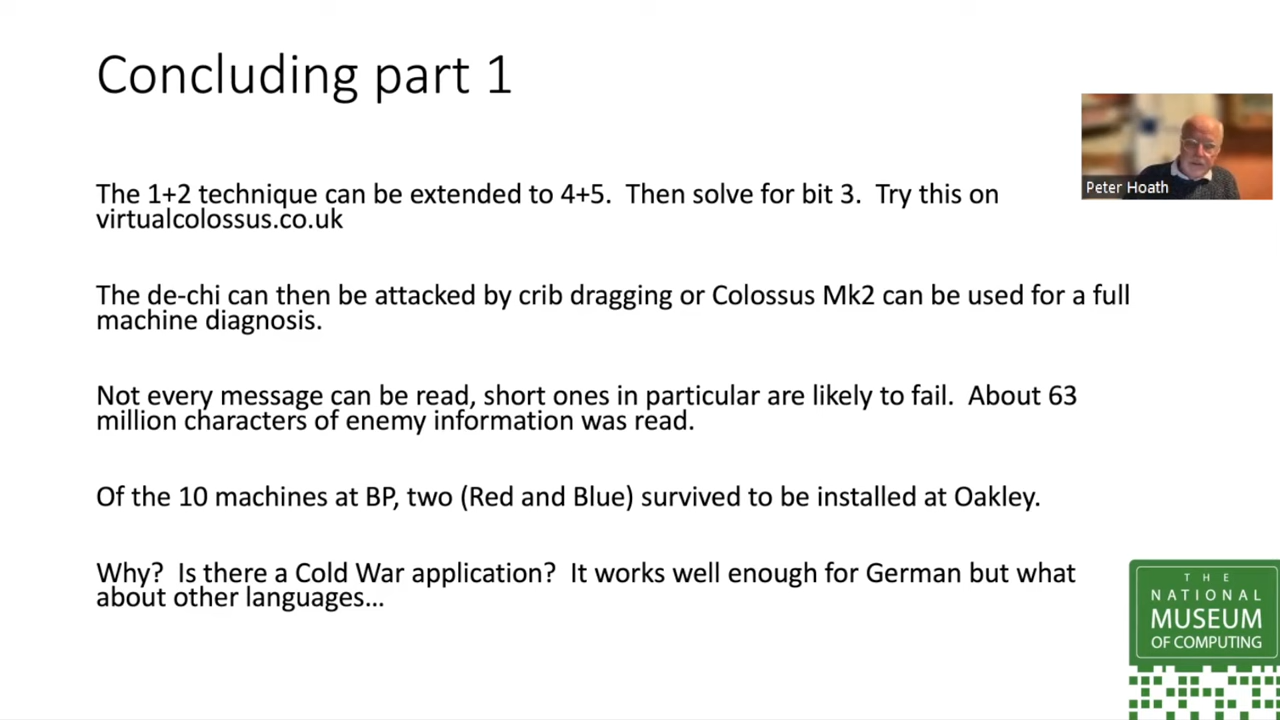 Concluding part 1
Peter Hoath
The 1+2 technique can be extended to 4+5.  Then solve for bit 3.  Try this on
virtualcolossus.co.uk
The de-chi can then be attacked by crib dragging or Colossus Mk2 can be used for a full
machine diagnosis.
Not every message can be read, short ones in particular are likely to fail.  About 63
million characters of enemy information was read.
Of the 10 machines at BP, two (Red and Blue) survived to be installed at Oakley.
Why?  Is there a Cold War application?  It works well enough for German but what
about other languages...
THE
NATIONAL
MUSEUM
OF COMPUTING